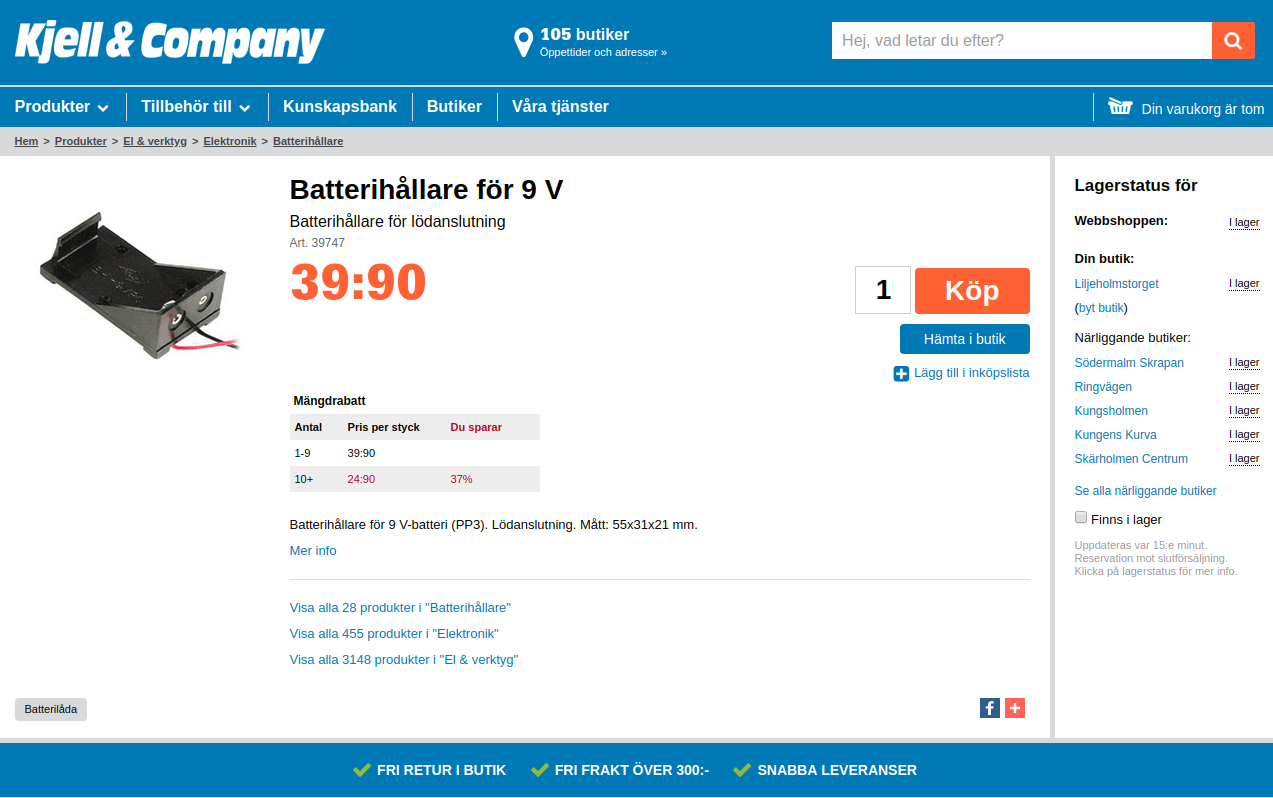 Kjell & Company
105 butiker
Öppettider och adresser »
Hej, vad letar du efter?
Produkter
Tillbehör till
Kunskapsbank
Butiker
Våra tjänster
Din varukorg är tom
Hem > Produkter > El & verktyg > Elektronik > Batterihållare
Batterihållare för 9 V
Batterihållare för lödanslutning
Art. 39747
39:90
1
Köp
Hämta i butik
Lägg till i inköpslista
Mängdrabatt
Antal Pris per styck Du sparar
1-9 39:90
10+ 24:90 37%
Batterihållare för 9 V-batteri (PP3). Lödanslutning. Mått: 55x31x21 mm.
Mer info
Visa alla 28 produkter i "Batterihållare"
Visa alla 455 produkter i "Elektronik"
Visa alla 3148 produkter i "El & verktyg"
Batterilåda
Lagerstatus för
Webbshoppen: I lager
Din butik:
Liljeholmstorget I lager
(byt butik)
Närliggande butiker:
Södermalm Skrapan I lager
Ringvägen I lager
Kungsholmen I lager
Kungens Kurva I lager
Skärholmen Centrum I lager
Se alla närliggande butiker
Finns i lager
Uppdateras var 15:e minut.
Reservation mot slutförsäljning.
Klicka på lagerstatus för mer info.
FRI RETUR I BUTIK
FRI FRAKT ÖVER 300:-
SNABBA LEVERANSER